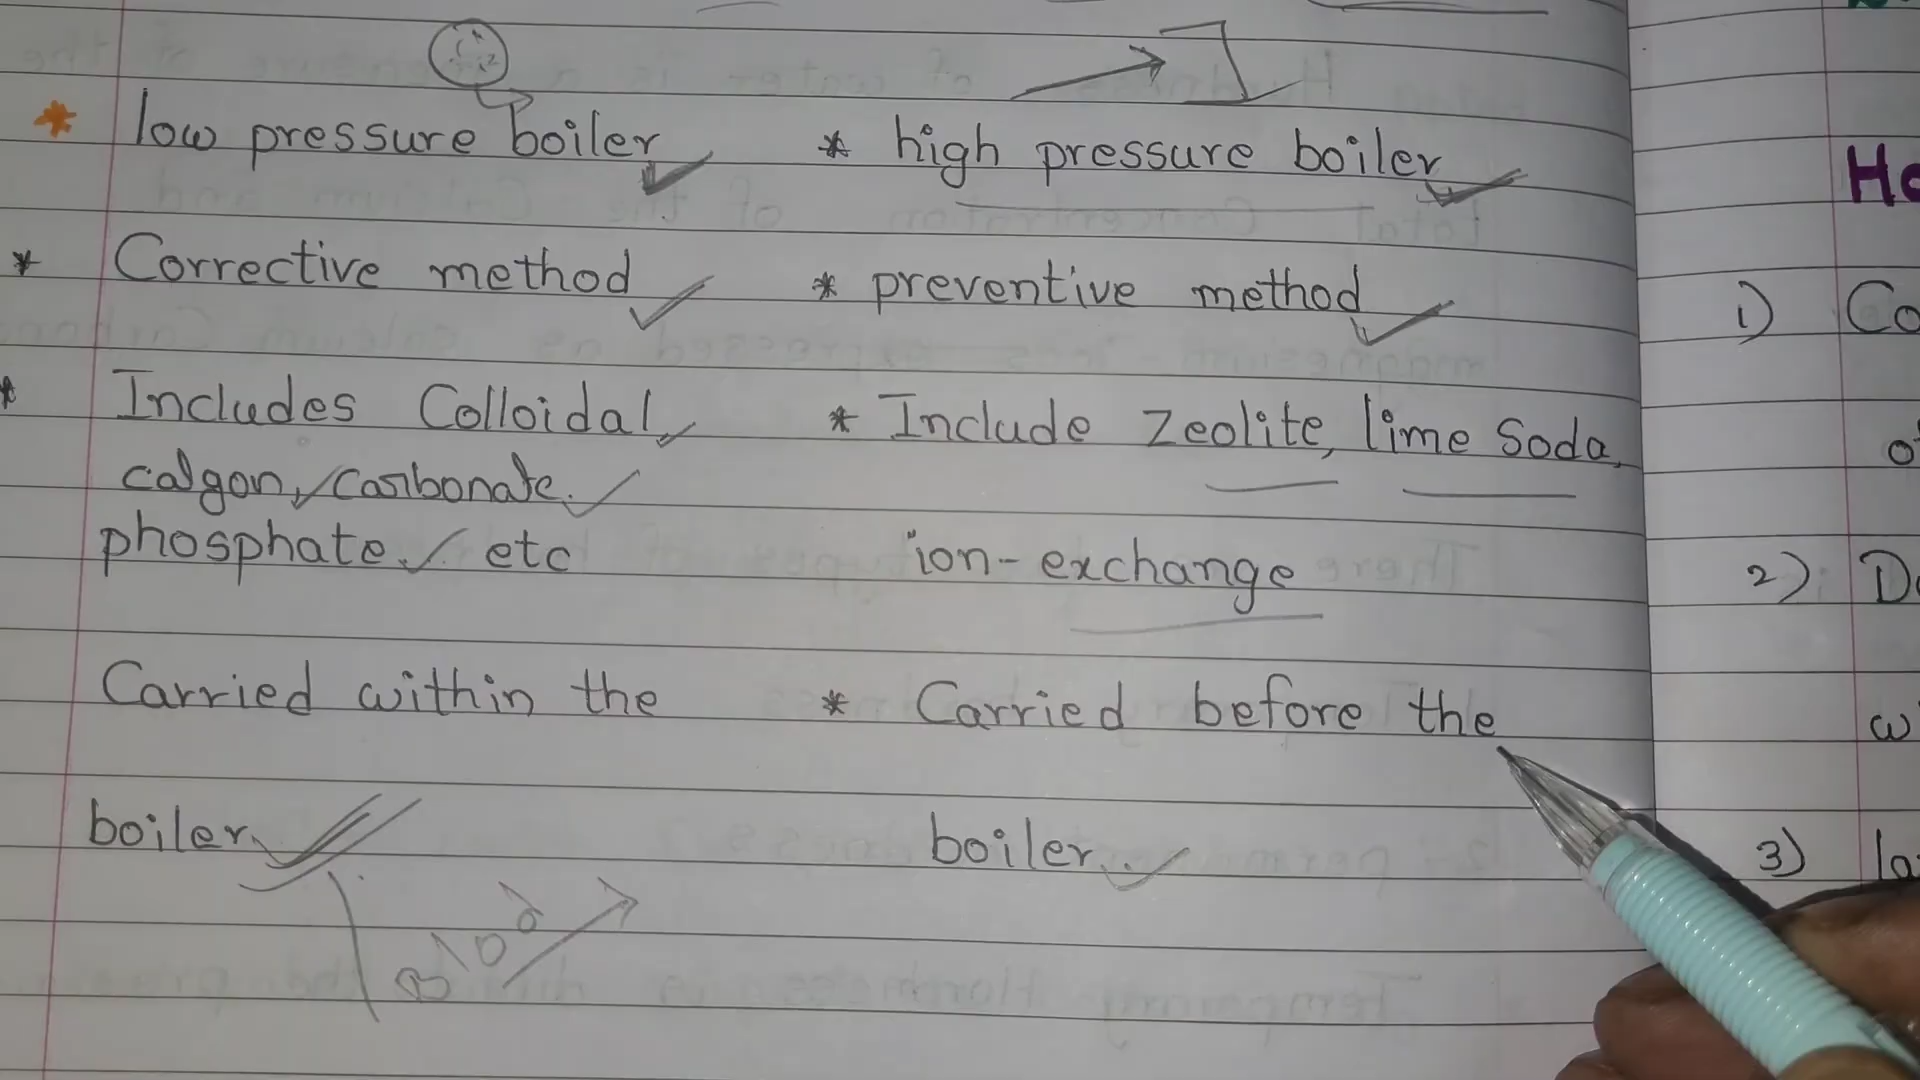 * low pressure boiler * high pressure boiler
* Corrective method * preventive method
* Includes Colloidal, * Include Zeolite, lime Soda,
calgon, carbonate.
phosphate. etc ion-exchange
Carried within the * Carried before the
boiler. boiler.
1) Co
2) D
3) la